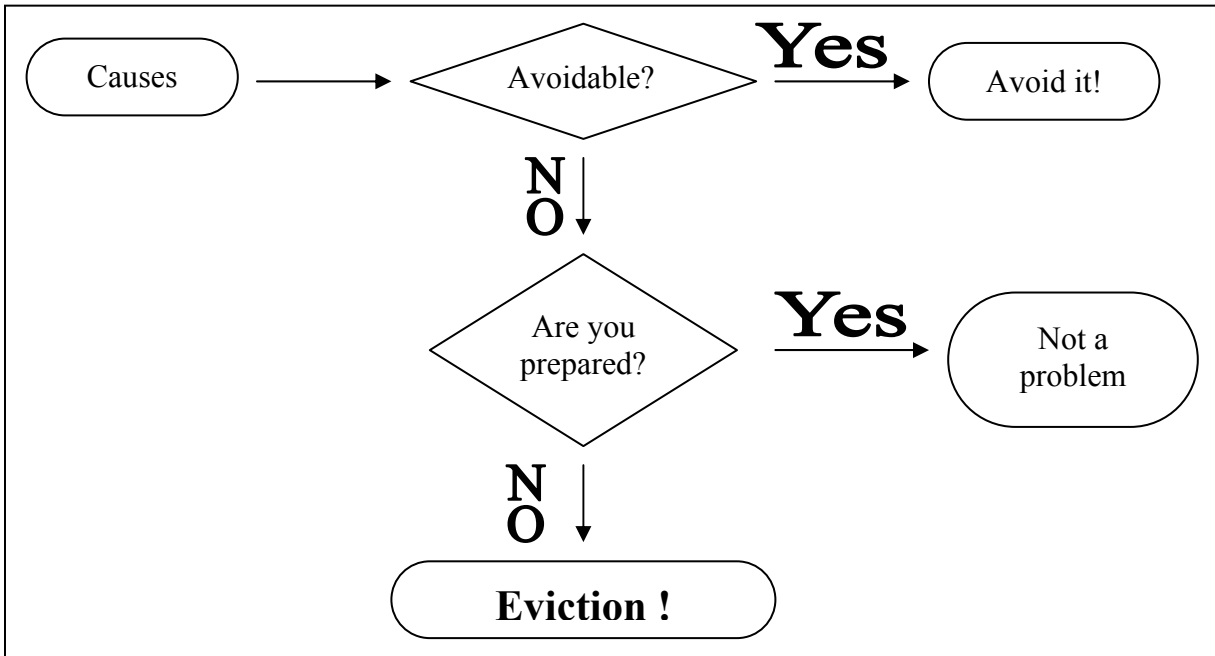 Causes
Avoidable?
Yes
Avoid it!
N
O
Are you
prepared?
Yes
Not a
problem
N
O
Eviction !